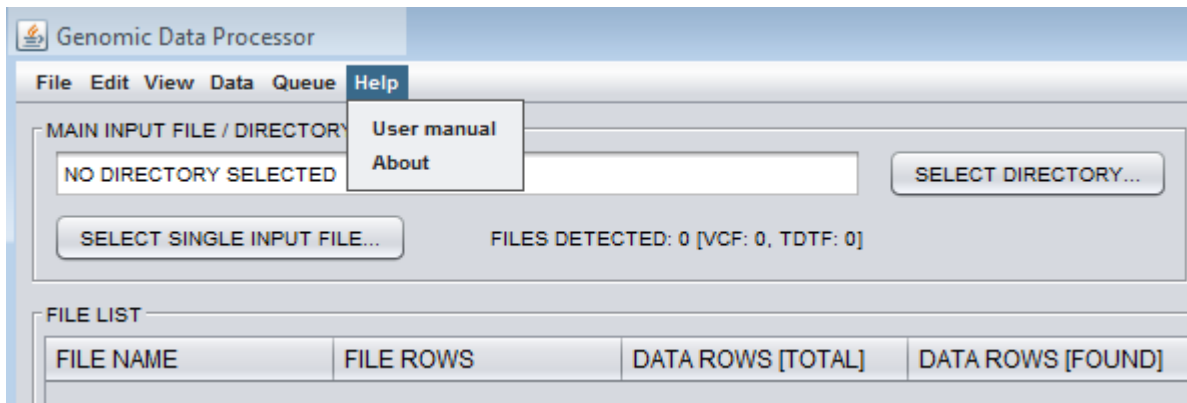 Genomic Data Processor
File Edit View Data Queue Help
User manual
About
MAIN INPUT FILE / DIRECTORY
NO DIRECTORY SELECTED
SELECT DIRECTORY...
SELECT SINGLE INPUT FILE...
FILES DETECTED: 0 [VCF: 0, TDTF: 0]
FILE LIST
FILE NAME FILE ROWS DATA ROWS [TOTAL] DATA ROWS [FOUND]